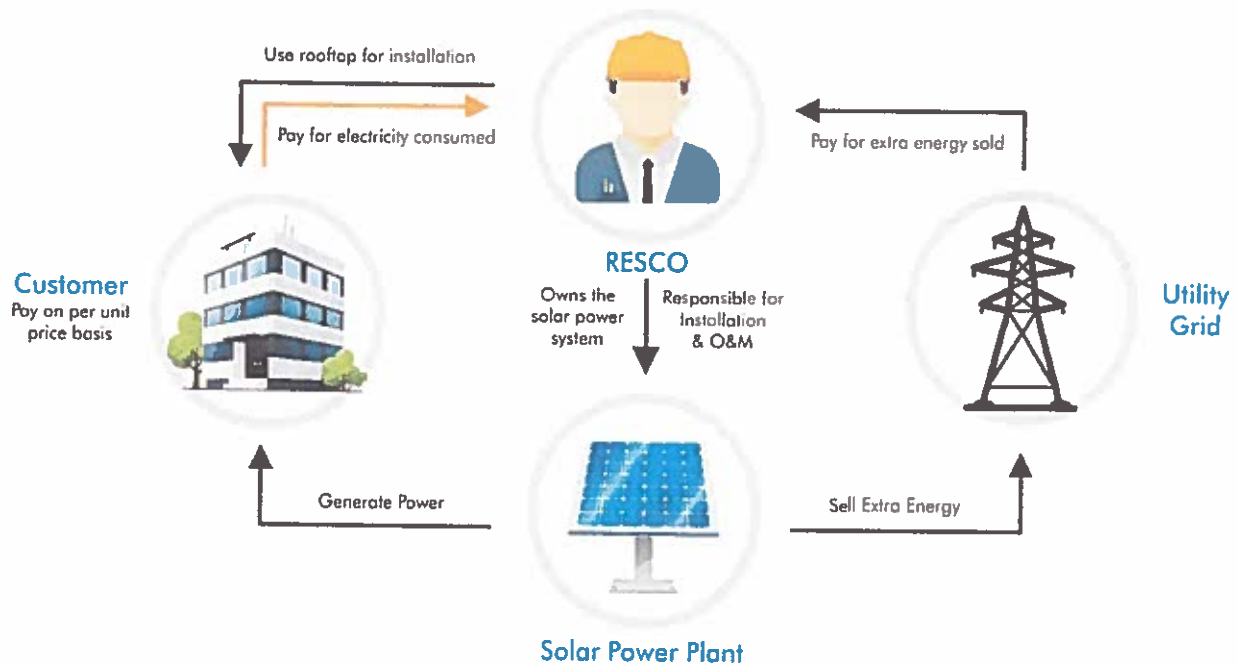 Use rooftop for installation
Pay for electricity consumed
Pay for extra energy sold
RESCO
Owns the
solar power
system
Responsible for
Installation
& O&M
Customer
Pay on per unit
price basis
Utility
Grid
Generate Power
Sell Extra Energy
Solar Power Plant